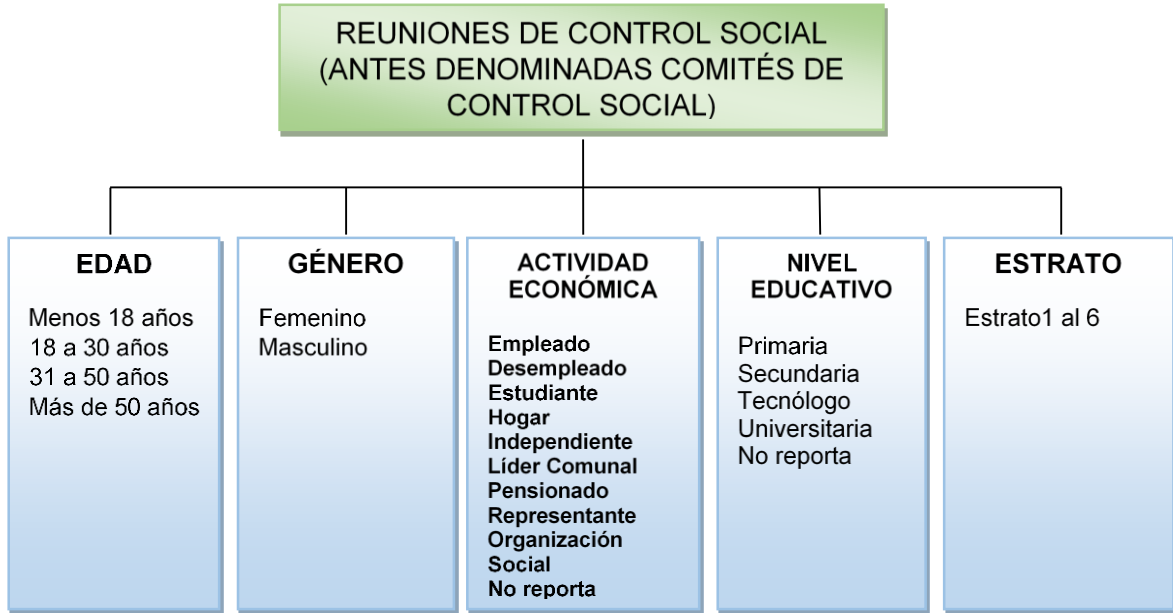 REUNIONES DE CONTROL SOCIAL
(ANTES DENOMINADAS COMITÉS DE
CONTROL SOCIAL)
EDAD
Menos 18 años
18 a 30 años
31 a 50 años
Más de 50 años
GÉNERO
Femenino
Masculino
ACTIVIDAD
ECONÓMICA
Empleado
Desempleado
Estudiante
Hogar
Independiente
Líder Comunal
Pensionado
Representante
Organización
Social
No reporta
NIVEL
EDUCATIVO
Primaria
Secundaria
Tecnólogo
Universitaria
No reporta
ESTRATO
Estrato1 al 6